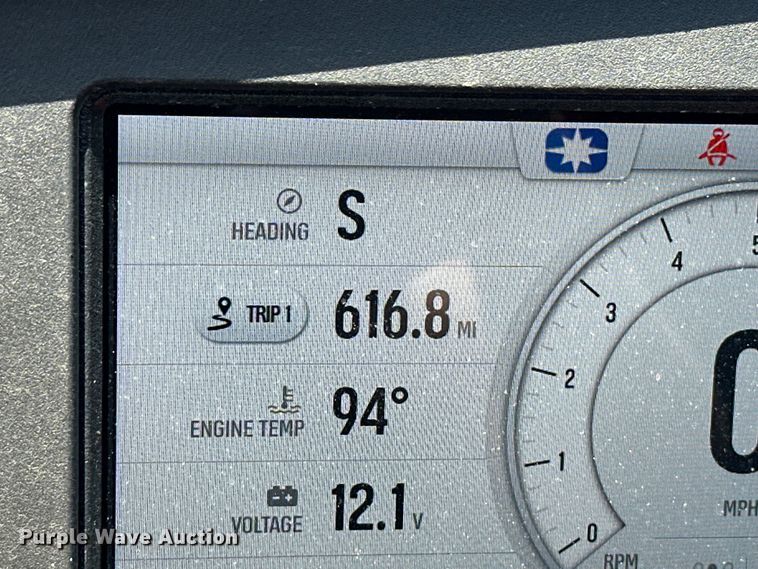 HEADING S
TRIP 1 616.8 MI
ENGINE TEMP 94°
VOLTAGE 12.1 V
5
4
3
2
1
0
RPM
0
MPH
Purple Wave Auction